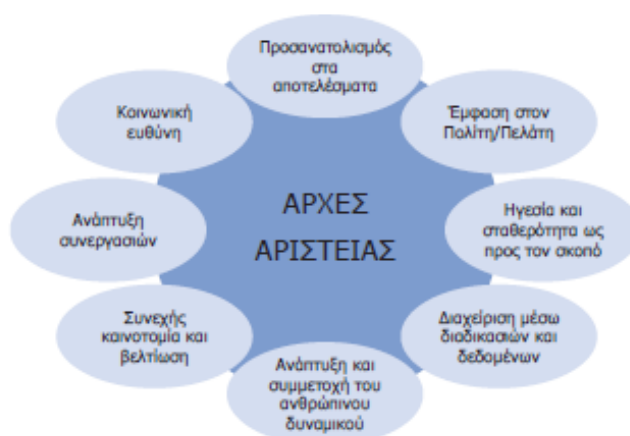 Προσανατολισμός
στα
αποτελέσματα
Έμφαση στον
Πολίτη/Πελάτη
Ηγεσία και
σταθερότητα ως
προς τον σκοπό
Διαχείριση μέσω
διαδικασιών και
δεδομένων
Ανάπτυξη και
συμμετοχή του
ανθρώπινου
δυναμικού
Συνεχής
καινοτομία και
βελτίωση
Ανάπτυξη
συνεργασιών
Κοινωνική
ευθύνη
ΑΡΧΕΣ
ΑΡΙΣΤΕΙΑΣ